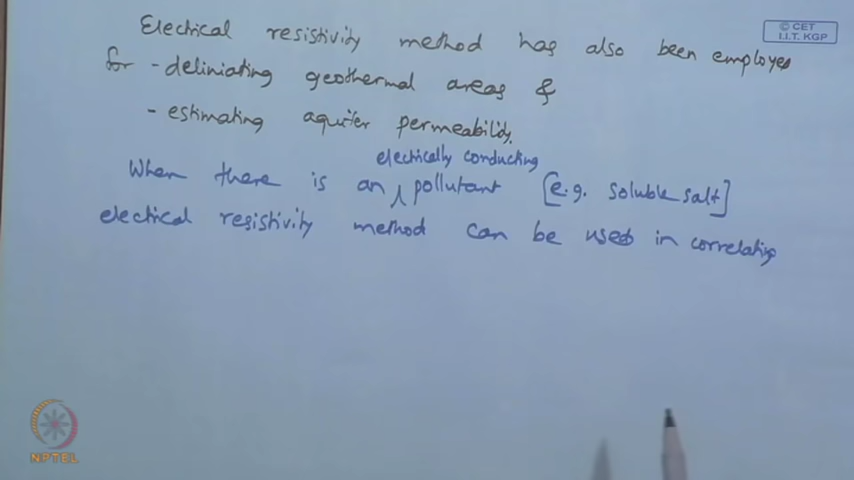 © CET
I.I.T. KGP
Electrical resistivity method has also been employed
for - deliniating geothermal areas &
- estimating aquifer permeability.
electrically conducting
When there is an pollutant [e.g. soluble salt]
electrical resistivity method can be used in correlating
NPTEL